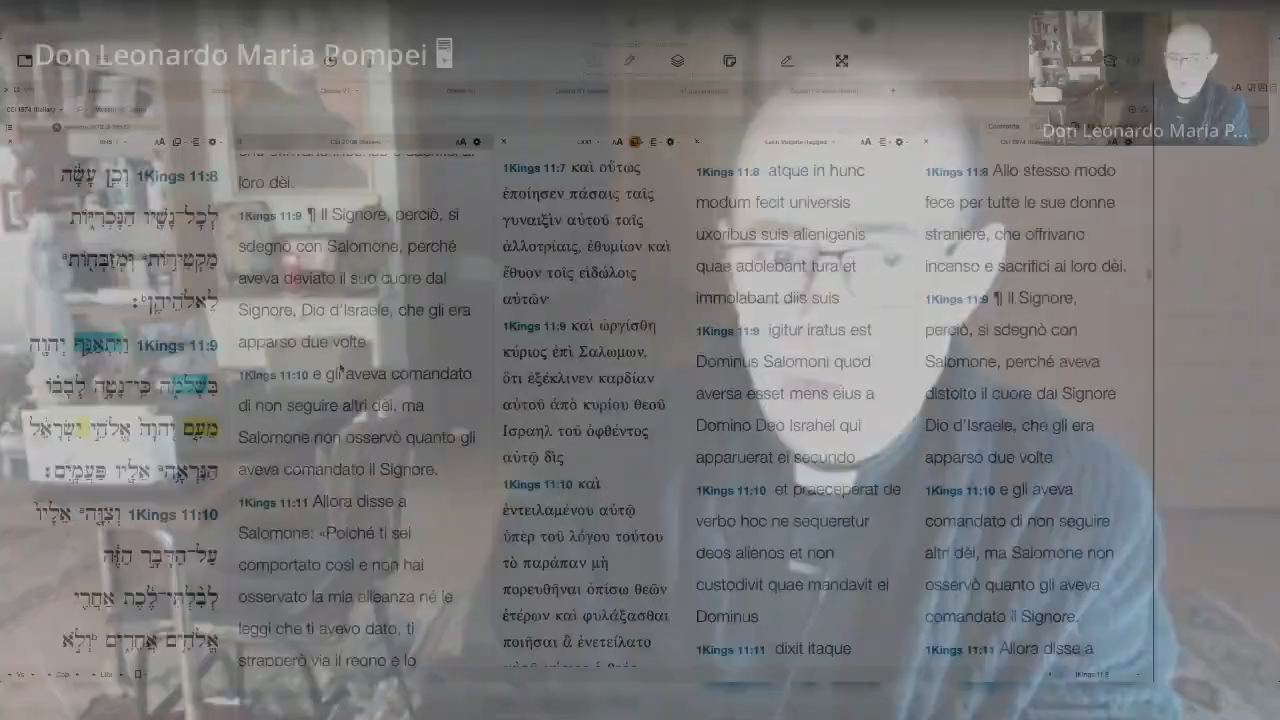 Don Leonardo Maria Pompei
Don Leonardo Maria P...
1Kings 11:8 וְכֵן עָשָׂה
לְכָל־נָשָׁיו הַנָּכְרִיּוֹת
מַקְטִירוֹת וּמְזַבְּחוֹת
לֵאלֹהֵיהֶן׃
1Kings 11:9 וַיִּתְאַנַּף יְהוָה
בִּשְׁלֹמֹה כִּי־נָטָה לְבָבוֹ
מֵעִם יְהוָה אֱלֹהֵי יִשְׂרָאֵל
הַנִּרְאָה אֵלָיו פַּעֲמָיִם׃
1Kings 11:10 וְצִוָּה אֵלָיו
עַל־הַדָּבָר הַזֶּה
לְבִלְתִּי־לֶכֶת אַחֲרֵי
אֱלֹהִים אֲחֵרִים וְלֹא
loro dèi.
1Kings 11:9 ¶ Il Signore, perciò, si
sdegnò con Salomone, perché
aveva deviato il suo cuore dal
Signore, Dio d'Israele, che gli era
apparso due volte
1Kings 11:10 e gli aveva comandato
di non seguire altri dèi, ma
Salomone non osservò quanto gli
aveva comandato il Signore.
1Kings 11:11 Allora disse a
Salomone: «Poiché ti sei
comportato così e non hai
osservato la mia alleanza né le
leggi che ti avevo dato, ti
strapperò via il regno e lo
1Kings 11:7 καὶ οὕτως
ἐποίησεν πάσαις ταῖς
γυναιξὶν αὐτοῦ ταῖς
ἀλλοτρίαις, ἐθυμίων καὶ
ἔθυον τοῖς εἰδώλοις
αὐτῶν·
1Kings 11:9 καὶ ὠργίσθη
κύριος ἐπὶ Σαλωμων,
ὅτι ἐξέκλινεν καρδίαν
αὐτοῦ ἀπὸ κυρίου θεοῦ
Ισραηλ τοῦ ὀφθέντος
αὐτῷ δὶς
1Kings 11:10 καὶ
ἐντειλαμένου αὐτῷ
ὑπὲρ τοῦ λόγου τούτου
τὸ παράπαν μὴ
πορευθῆναι ὀπίσω θεῶν
ἑτέρων καὶ φυλάξασθαι
ποιῆσαι ἃ ἐνετείλατο
1Kings 11:8 atque in hunc
modum fecit universis
uxoribus suis alienigenis
quae adolebant tura et
immolabant diis suis
1Kings 11:9 igitur iratus est
Dominus Salomoni quod
aversa esset mens eius a
Domino Deo Israhel qui
apparuerat ei secundo
1Kings 11:10 et praeceperat de
verbo hoc ne sequeretur
deos alienos et non
custodivit quae mandavit ei
Dominus
1Kings 11:11 dixit itaque
1Kings 11:8 Allo stesso modo
fece per tutte le sue donne
straniere, che offrivano
incenso e sacrifici ai loro dèi.
1Kings 11:9 ¶ Il Signore,
perciò, si sdegnò con
Salomone, perché aveva
distolto il cuore dal Signore
Dio d'Israele, che gli era
apparso due volte
1Kings 11:10 e gli aveva
comandato di non seguire
altri dèi, ma Salomone non
osservò quanto gli aveva
comandato il Signore.
1Kings 11:11 Allora disse a